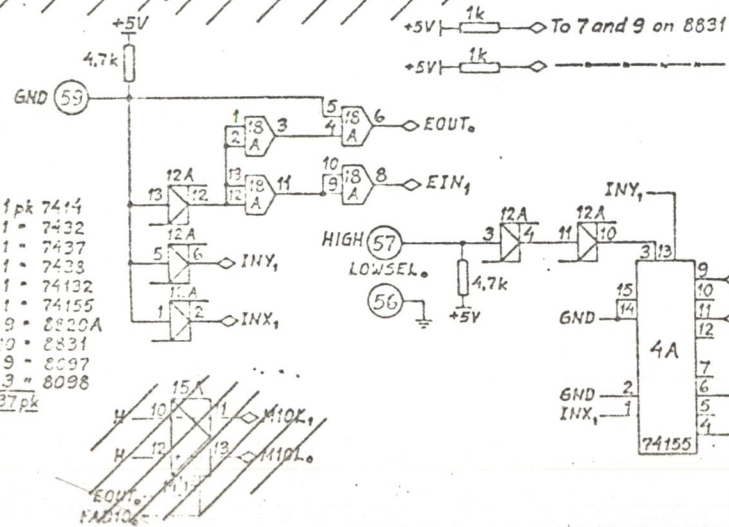 +5V
4.7k
GND 59
1k
+5V To 7 and 9 on 8831
1k
+5V
1
2
18
A
3
5
4
18
A
6
EOUT₀
13
12
18
A
11
10
9
18
A
8
EIN₁
12A
13
12
12A
5
6
INY₁
1
2
INX₁
1 pk 7414
1 " 7432
1 " 7437
1 "
1 " 74132
1 " 74155
9 " 8820A
8831
9 " 8097
3 " 8098
37 pk
HIGH 57
LOWSEL₀
56
4.7k
+5V
12A
3
4
12A
11
10
INY₁
3
13
15
14
GND
GND
2
INX₁
1
4A
74155
9
10
11
12
7
6
5
4
15A
H 10
H 12
13
M10L₀
EOUT₀